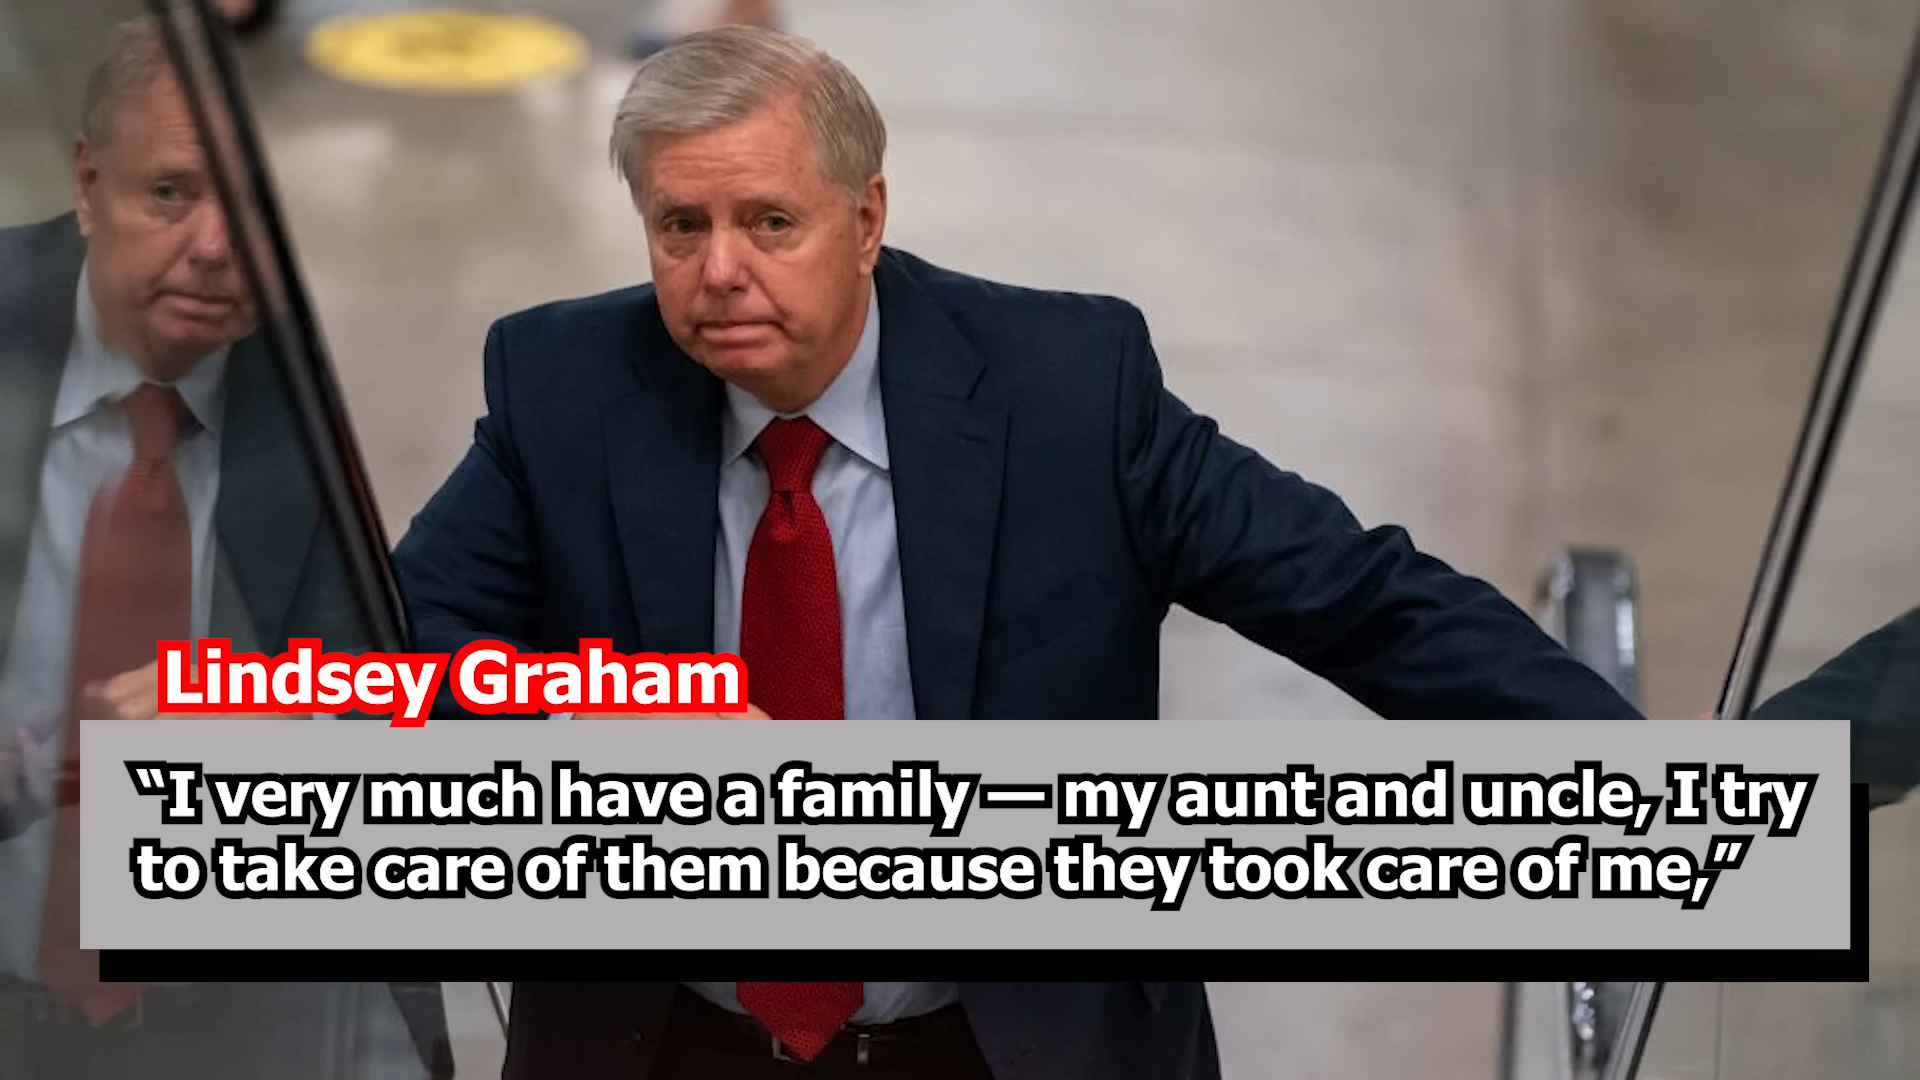 Lindsey Graham
“I very much have a family — my aunt and uncle, I try
to take care of them because they took care of me,”